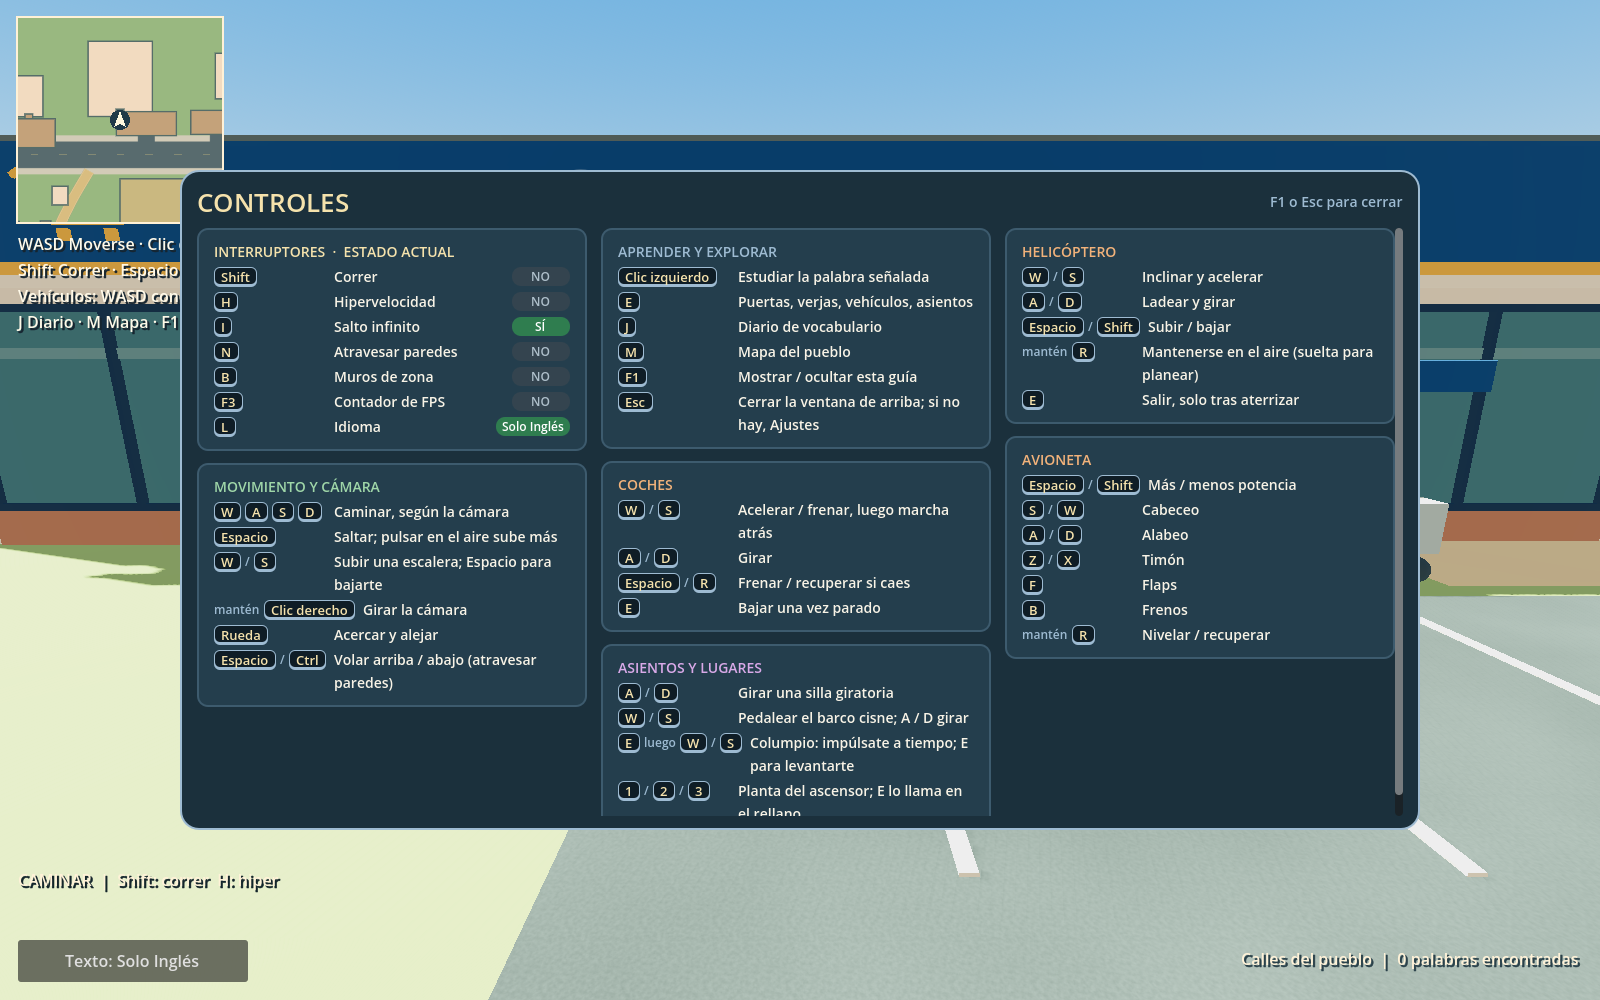 WASD Moverse · Clic
Shift Correr · Espacio
Vehículos: WASD con
J Diario · M Mapa · F1
CONTROLES
F1 o Esc para cerrar
INTERRUPTORES · ESTADO ACTUAL
Shift Correr NO
H Hipervelocidad NO
I Salto infinito SÍ
N Atravesar paredes NO
B Muros de zona NO
F3 Contador de FPS NO
L Idioma Solo Inglés
MOVIMIENTO Y CÁMARA
W A S D Caminar, según la cámara
Espacio Saltar; pulsar en el aire sube más
W / S Subir una escalera; Espacio para
bajarte
mantén Clic derecho Girar la cámara
Rueda Acercar y alejar
Espacio / Ctrl Volar arriba / abajo (atravesar
paredes)
APRENDER Y EXPLORAR
Clic izquierdo Estudiar la palabra señalada
E Puertas, verjas, vehículos, asientos
J Diario de vocabulario
M Mapa del pueblo
F1 Mostrar / ocultar esta guía
Esc Cerrar la ventana de arriba; si no
hay, Ajustes
COCHES
W / S Acelerar / frenar, luego marcha
atrás
A / D Girar
Espacio / R Frenar / recuperar si caes
E Bajar una vez parado
ASIENTOS Y LUGARES
A / D Girar una silla giratoria
W / S Pedalear el barco cisne; A / D girar
E luego W / S Columpio: impúlsate a tiempo; E
para levantarte
1 / 2 / 3 Planta del ascensor; E lo llama en
el rellano
HELICÓPTERO
W / S Inclinar y acelerar
A / D Ladear y girar
Espacio / Shift Subir / bajar
mantén R Mantenerse en el aire (suelta para
planear)
E Salir, solo tras aterrizar
AVIONETA
Espacio / Shift Más / menos potencia
S / W Cabeceo
A / D Alabeo
Z / X Timón
F Flaps
B Frenos
mantén R Nivelar / recuperar
CAMINAR | Shift: correr H: hiper
Texto: Solo Inglés
Calles del pueblo | 0 palabras encontradas